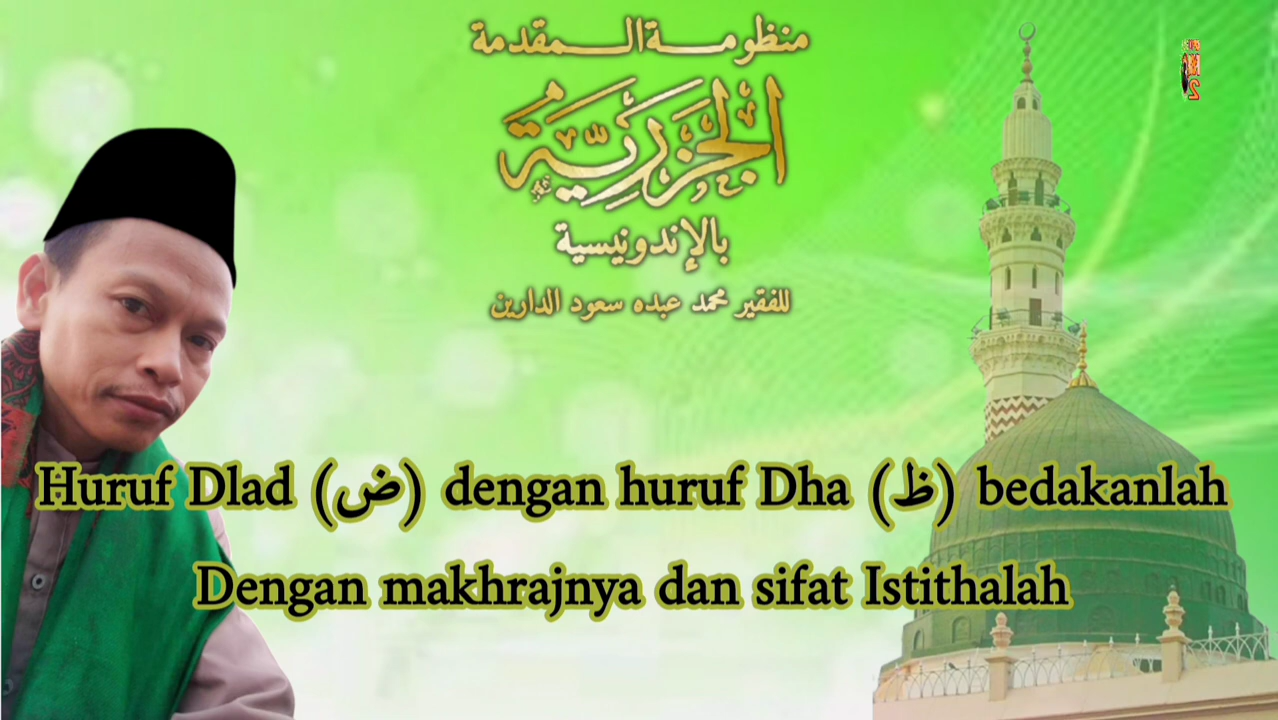 منظومة المقدمة
الجزرية
بالإندونيسية
للفقير محمد عبده سعود الدارين
Huruf Dlad (ض) dengan huruf Dha (ظ) bedakanlah
Dengan makhrajnya dan sifat Istithalah